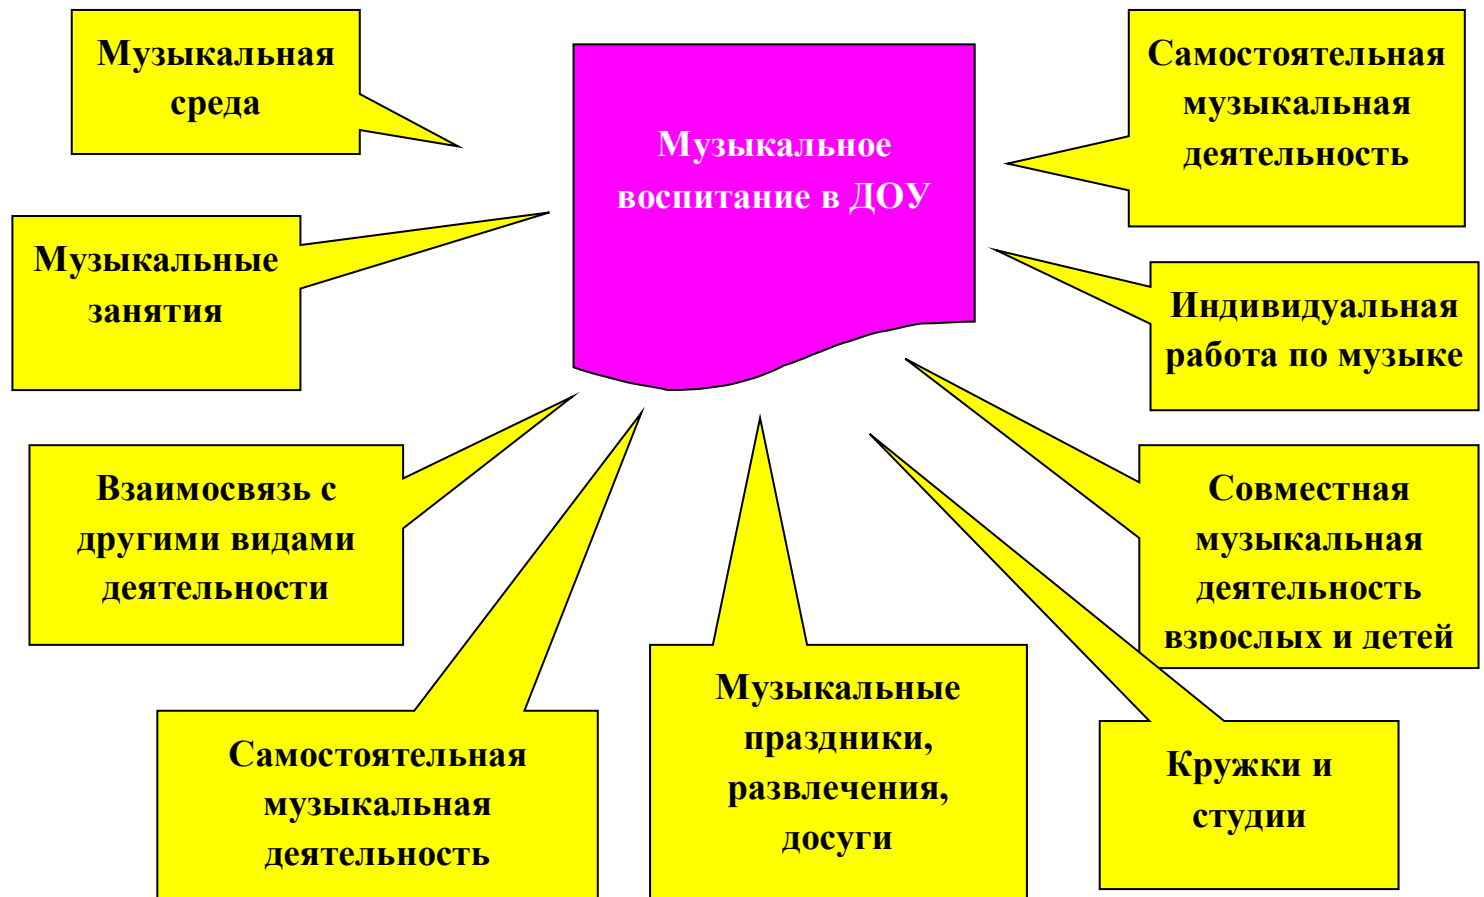 Музыкальная
среда
Музыкальное
воспитание в ДОУ
Самостоятельная
музыкальная
деятельность
Музыкальные
занятия
Индивидуальная
работа по музыке
Взаимосвязь с
другими видами
деятельности
Совместная
музыкальная
деятельность
взрослых и детей
Самостоятельная
музыкальная
деятельность
Музыкальные
праздники,
развлечения,
досуги
Кружки и
студии